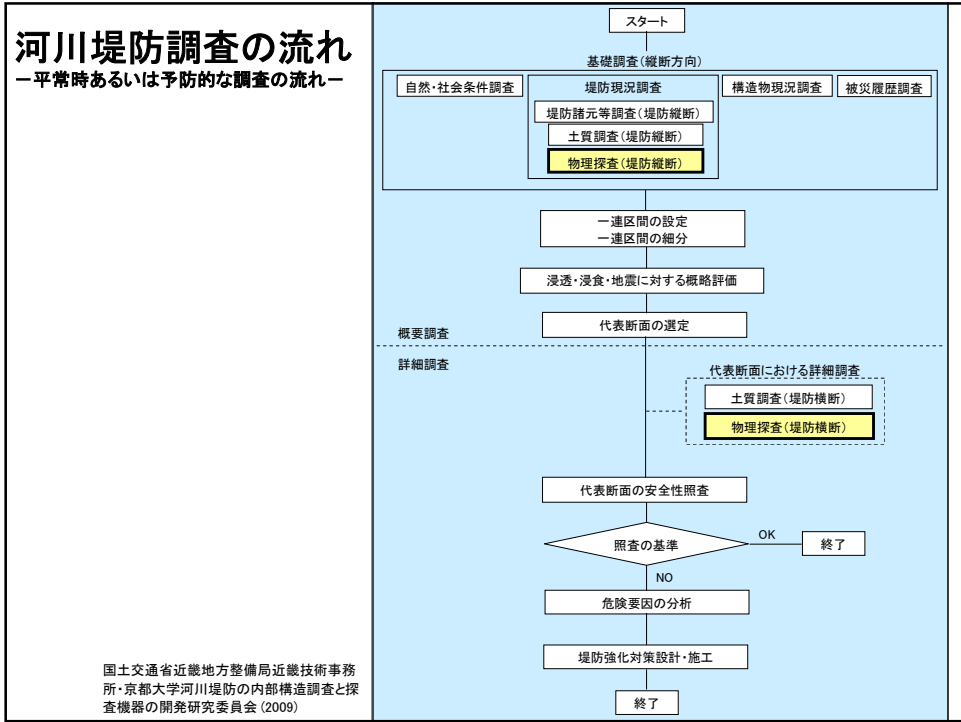 河川堤防調査の流れ
－平常時あるいは予防的な調査の流れ－
スタート
基礎調査(縦断方向)
自然・社会条件調査
堤防現況調査
構造物現況調査
被災履歴調査
堤防諸元等調査(堤防縦断)
土質調査(堤防縦断)
物理探査(堤防縦断)
一連区間の設定
一連区間の細分
浸透・浸食・地震に対する概略評価
代表断面の選定
概要調査
詳細調査
代表断面における詳細調査
土質調査(堤防横断)
物理探査(堤防横断)
代表断面の安全性照査
照査の基準
OK
終了
NO
危険要因の分析
堤防強化対策設計・施工
終了
国土交通省近畿地方整備局近畿技術事務
所・京都大学河川堤防の内部構造調査と探
査機器の開発研究委員会(2009)